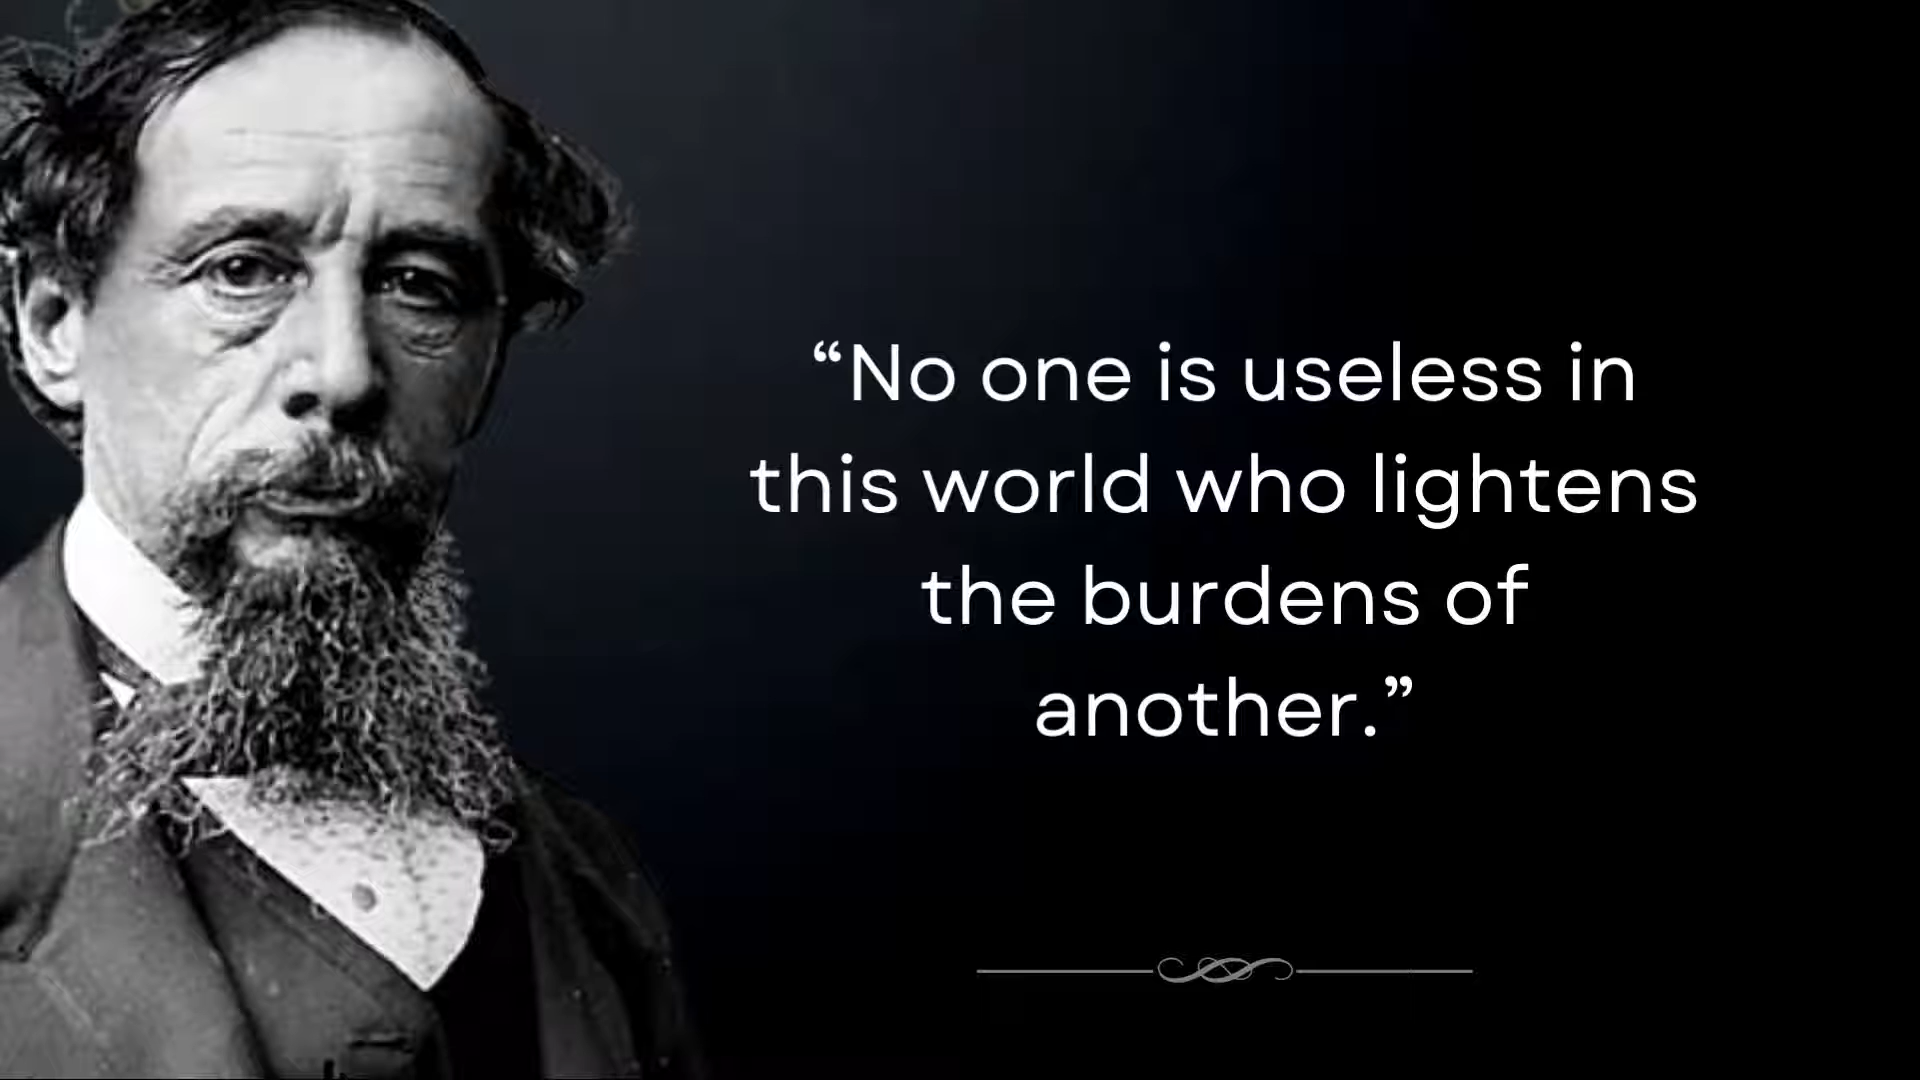 “No one is useless in
this world who lightens
the burdens of
another.”